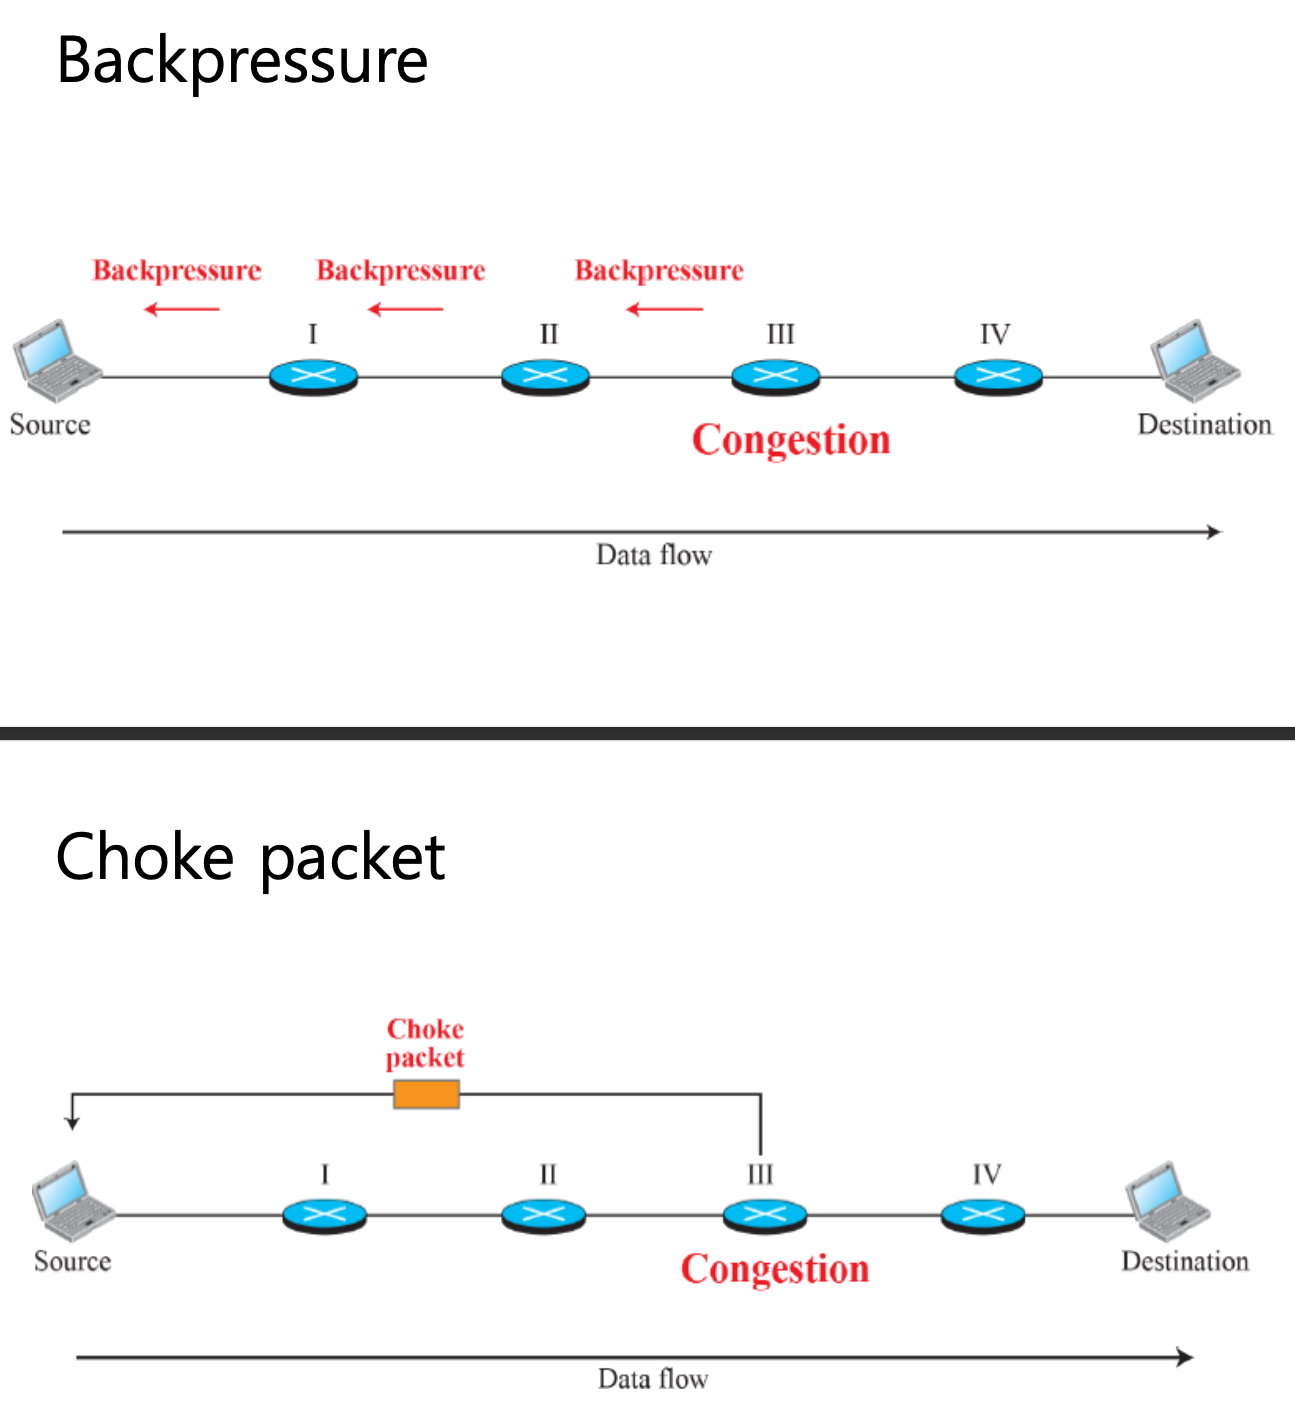 Backpressure
Backpressure Backpressure Backpressure
I II III IV
Source Destination
Congestion
Data flow
Choke packet
Choke
packet
I II III IV
Source Destination
Congestion
Data flow